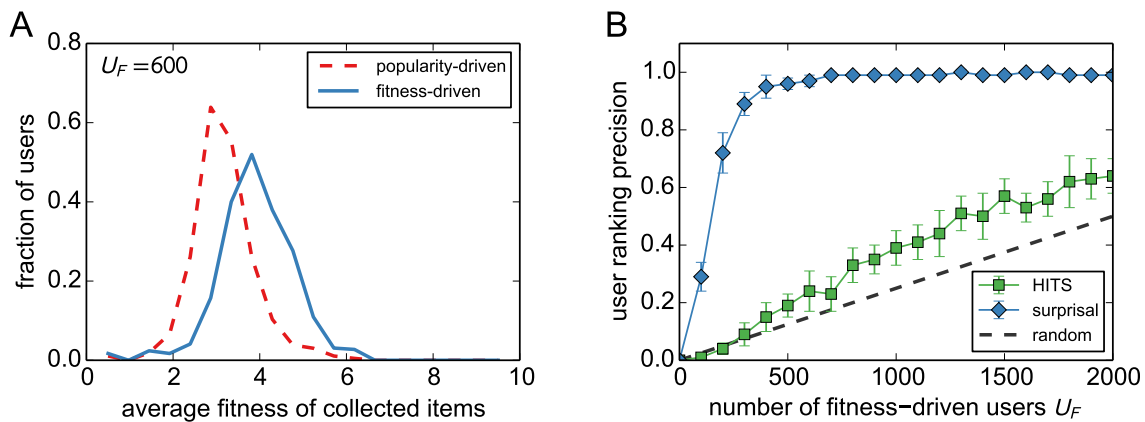 A
U_F = 600
popularity-driven
fitness-driven
fraction of users
0.8
0.6
0.4
0.2
0.0
0 2 4 6 8 10
average fitness of collected items
B
user ranking precision
1.0
0.8
0.6
0.4
0.2
0.0
HITS
surprisal
random
0 500 1000 1500 2000
number of fitness−driven users U_F